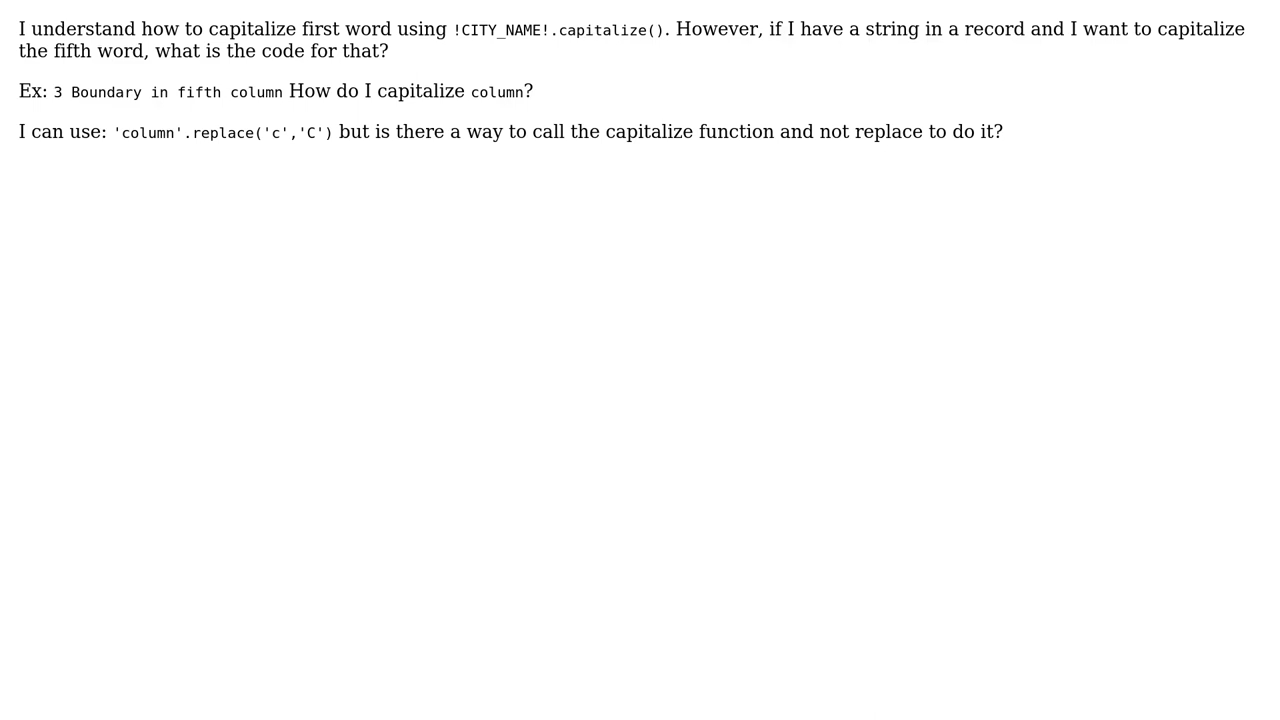 I understand how to capitalize first word using !CITY_NAME!.capitalize(). However, if I have a string in a record and I want to capitalize
the fifth word, what is the code for that?
Ex: 3 Boundary in fifth column How do I capitalize column?
I can use: 'column'.replace('c','C') but is there a way to call the capitalize function and not replace to do it?